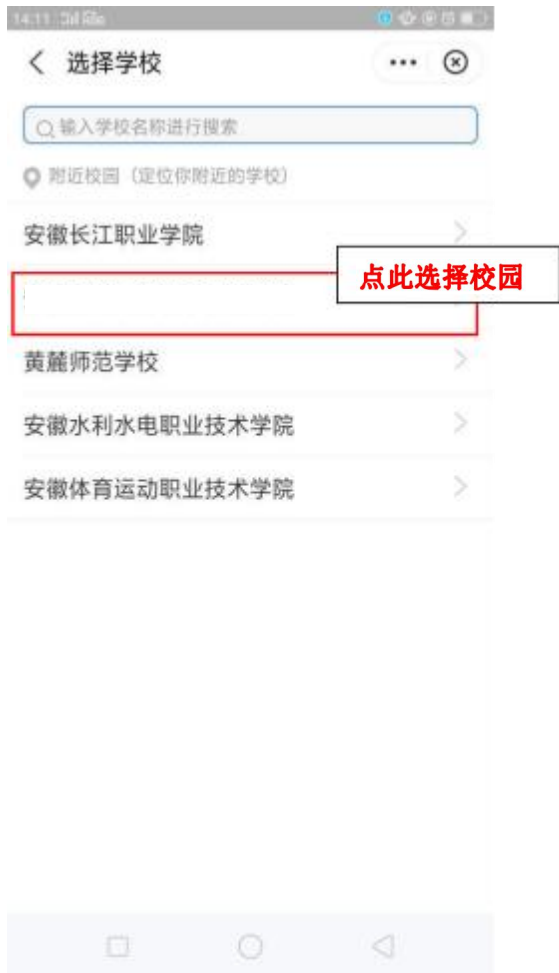 14:11
选择学校
输入学校名称进行搜索
附近校园（定位你附近的学校）
安徽长江职业学院
点此选择校园
黄麓师范学校
安徽水利水电职业技术学院
安徽体育运动职业技术学院